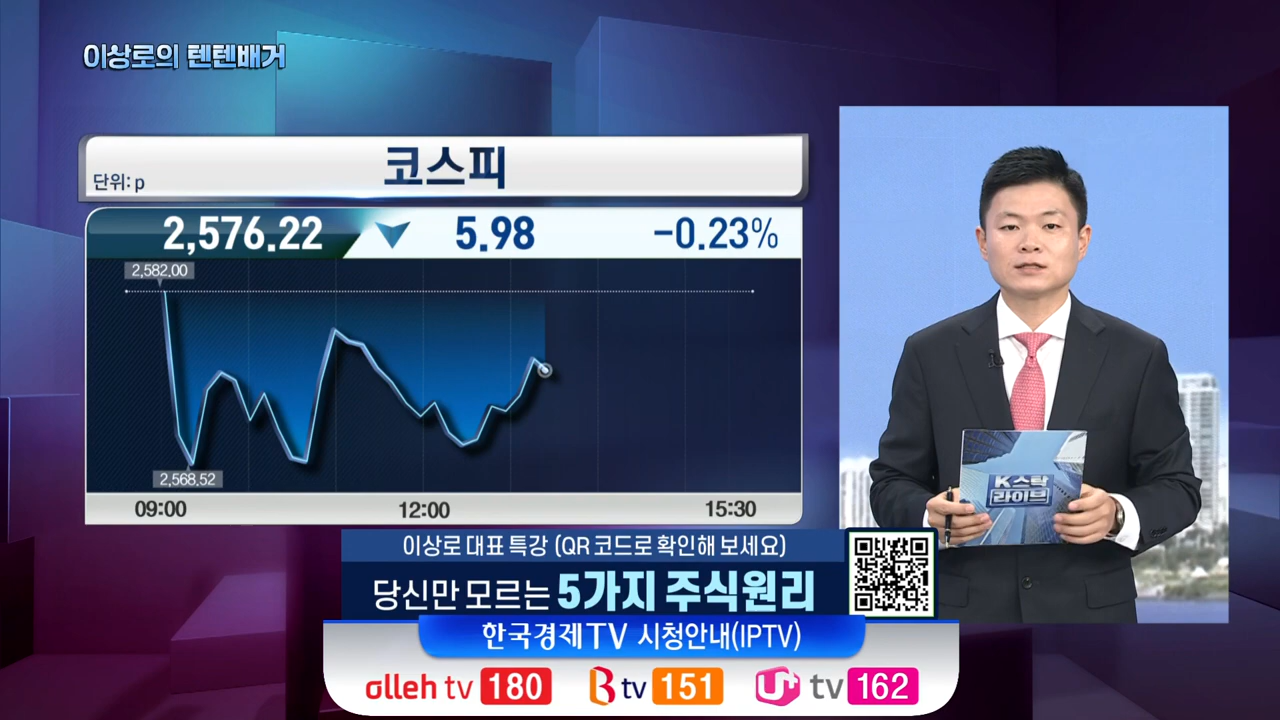 이상로의 텐텐배거
코스피
단위: p
2,576.22 ▼ 5.98 -0.23%
2,582.00
2,568.52
09:00 12:00 15:30
K스탁
라이브
이상로 대표 특강 (QR 코드로 확인해 보세요)
당신만 모르는 5가지 주식원리
한국경제TV 시청안내(IPTV)
olleh tv 180 B tv 151 U+ tv 162